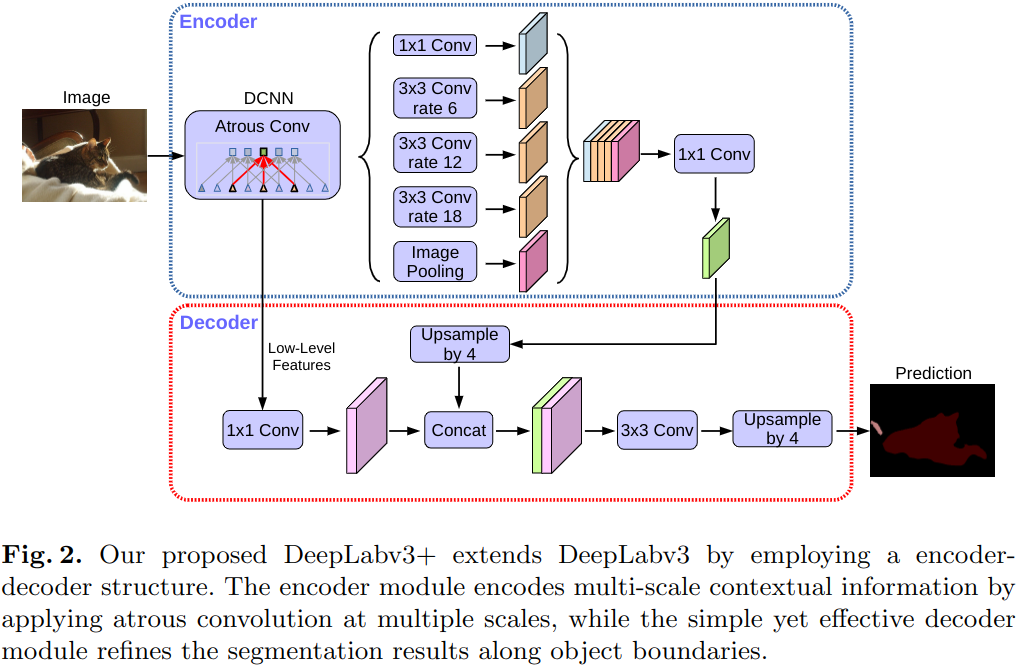 Encoder
Image
DCNN
Atrous Conv
1x1 Conv
3x3 Conv
rate 6
3x3 Conv
rate 12
3x3 Conv
rate 18
Image
Pooling
1x1 Conv
Decoder
Low-Level
Features
Upsample
by 4
1x1 Conv
Concat
3x3 Conv
Upsample
by 4
Prediction
Fig. 2. Our proposed DeepLabv3+ extends DeepLabv3 by employing a encoder-
decoder structure. The encoder module encodes multi-scale contextual information by
applying atrous convolution at multiple scales, while the simple yet effective decoder
module refines the segmentation results along object boundaries.